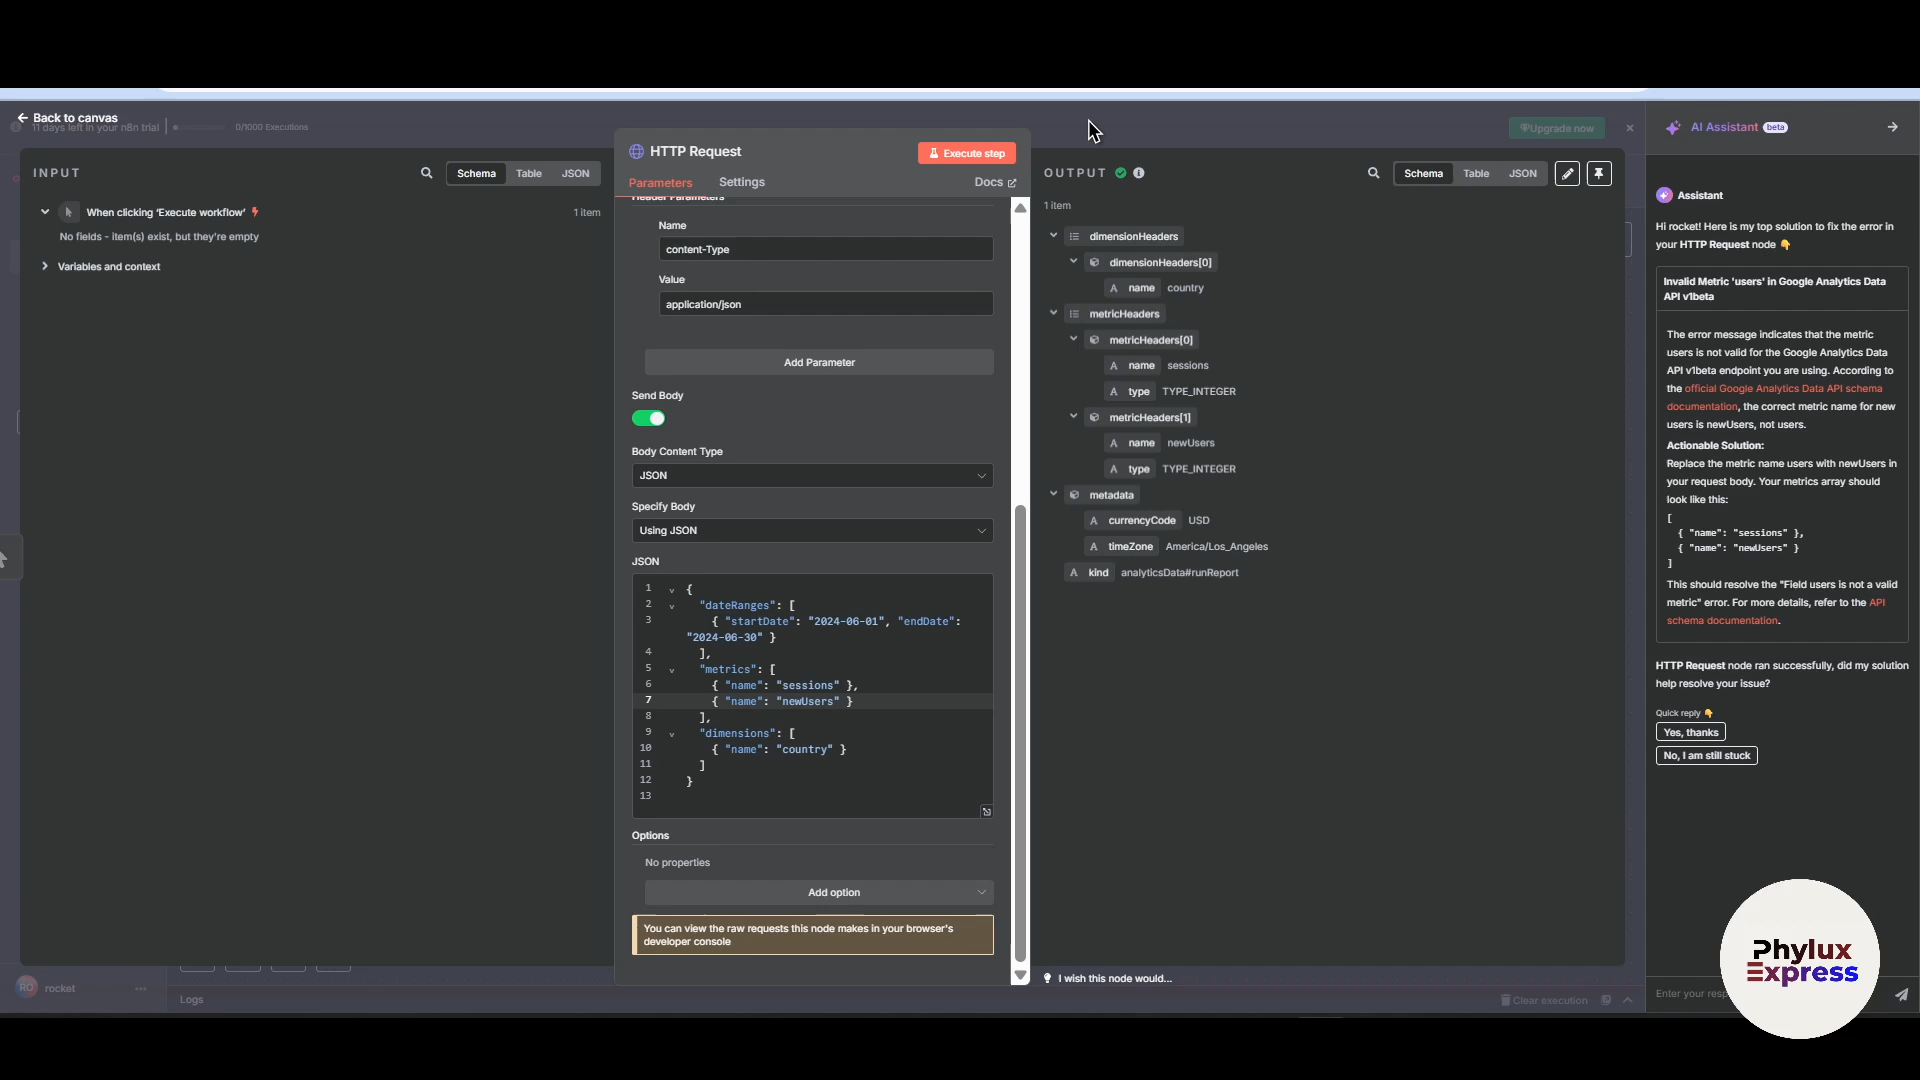 Back to canvas
11 days left in your n8n trial
0/1000 Executions
Upgrade now
INPUT
Schema
Table
JSON
When clicking ‘Execute workflow’
1 item
No fields - item(s) exist, but they're empty
Variables and context
HTTP Request
Execute step
Parameters
Settings
Docs
Header Parameters
Name
content-Type
Value
application/json
Add Parameter
Send Body
Body Content Type
JSON
Specify Body
Using JSON
JSON
1 {
2 "dateRanges": [
3 { "startDate": "2024-06-01", "endDate":
"2024-06-30" }
4 ],
5 "metrics": [
6 { "name": "sessions" },
7 { "name": "newUsers" }
8 ],
9 "dimensions": [
10 { "name": "country" }
11 ]
12 }
13
Options
No properties
Add option
You can view the raw requests this node makes in your browser's
developer console
OUTPUT
Schema
Table
JSON
1 item
dimensionHeaders
dimensionHeaders[0]
A name country
metricHeaders
metricHeaders[0]
A name sessions
A type TYPE_INTEGER
metricHeaders[1]
A name newUsers
A type TYPE_INTEGER
metadata
A currencyCode USD
A timeZone America/Los_Angeles
A kind analyticsData#runReport
I wish this node would...
RO rocket
Logs
Clear execution
AI Assistant beta
Assistant
Hi rocket! Here is my top solution to fix the error in
your HTTP Request node 👇
Invalid Metric 'users' in Google Analytics Data
API v1beta
The error message indicates that the metric
users is not valid for the Google Analytics Data
API v1beta endpoint you are using. According to
the official Google Analytics Data API schema
documentation, the correct metric name for new
users is newUsers, not users.
Actionable Solution:
Replace the metric name users with newUsers in
your request body. Your metrics array should
look like this:
[
{ "name": "sessions" },
{ "name": "newUsers" }
]
This should resolve the "Field users is not a valid
metric" error. For more details, refer to the API
schema documentation.
HTTP Request node ran successfully, did my solution
help resolve your issue?
Quick reply 👇
Yes, thanks
No, I am still stuck
Enter your
Phylux
Express